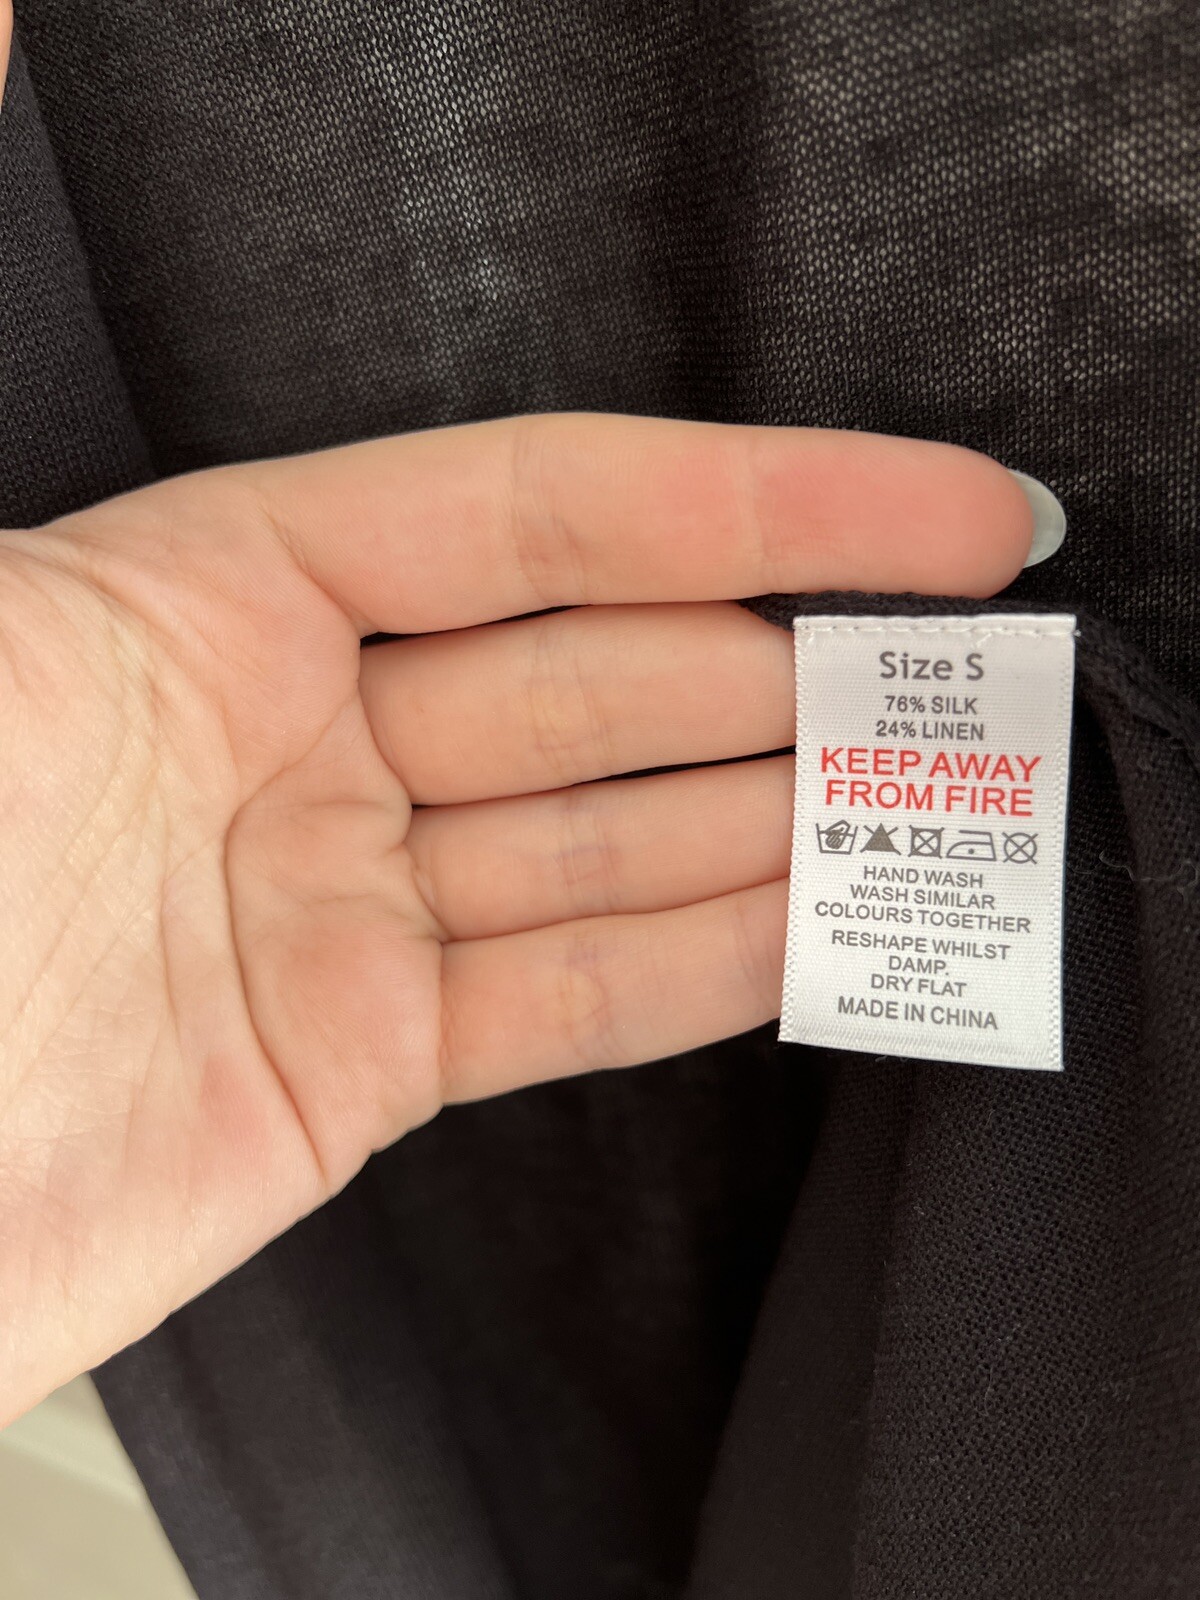 Size S
76% SILK
24% LINEN
KEEP AWAY
FROM FIRE
HAND WASH
WASH SIMILAR
COLOURS TOGETHER
RESHAPE WHILST
DAMP.
DRY FLAT
MADE IN CHINA